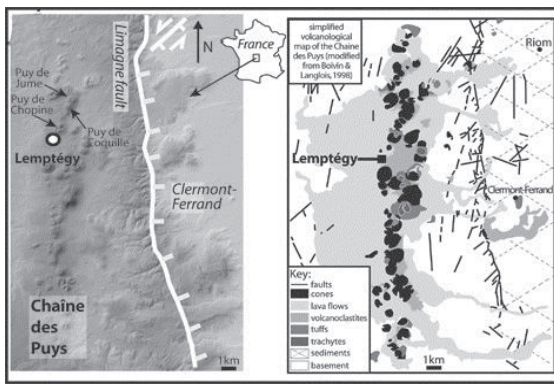 Puy de
Jume
Puy de
Chopine
Puy de
Coquille
Lemptégy
Limagne fault
N
France
Clermont-
Ferrand
Chaîne
des
Puys
1km
simplified
volcanological
map of the Chaine
des Puys (modified
from Boivin &
Langlois, 1998)
Riom
Lemptégy
Clermont-Ferrand
Key:
faults
cones
lava flows
volcanoclastites
tuffs
trachytes
sediments
basement
1km